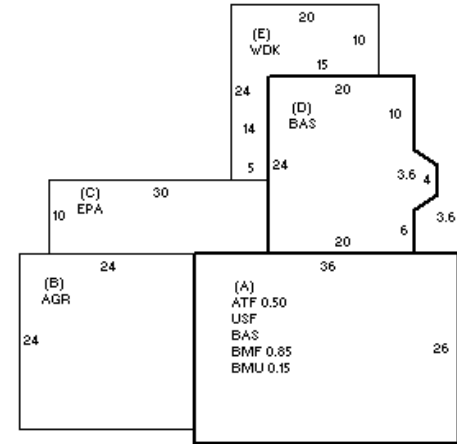 20
(E)
WDK
10
15
24
20
(D)
BAS
10
14
5
24
3.6
4
(C)
EPA
30
10
3.6
6
20
24
36
(B)
AGR
(A)
ATF 0.50
USF
BAS
BMF 0.85
BMU 0.15
24
26